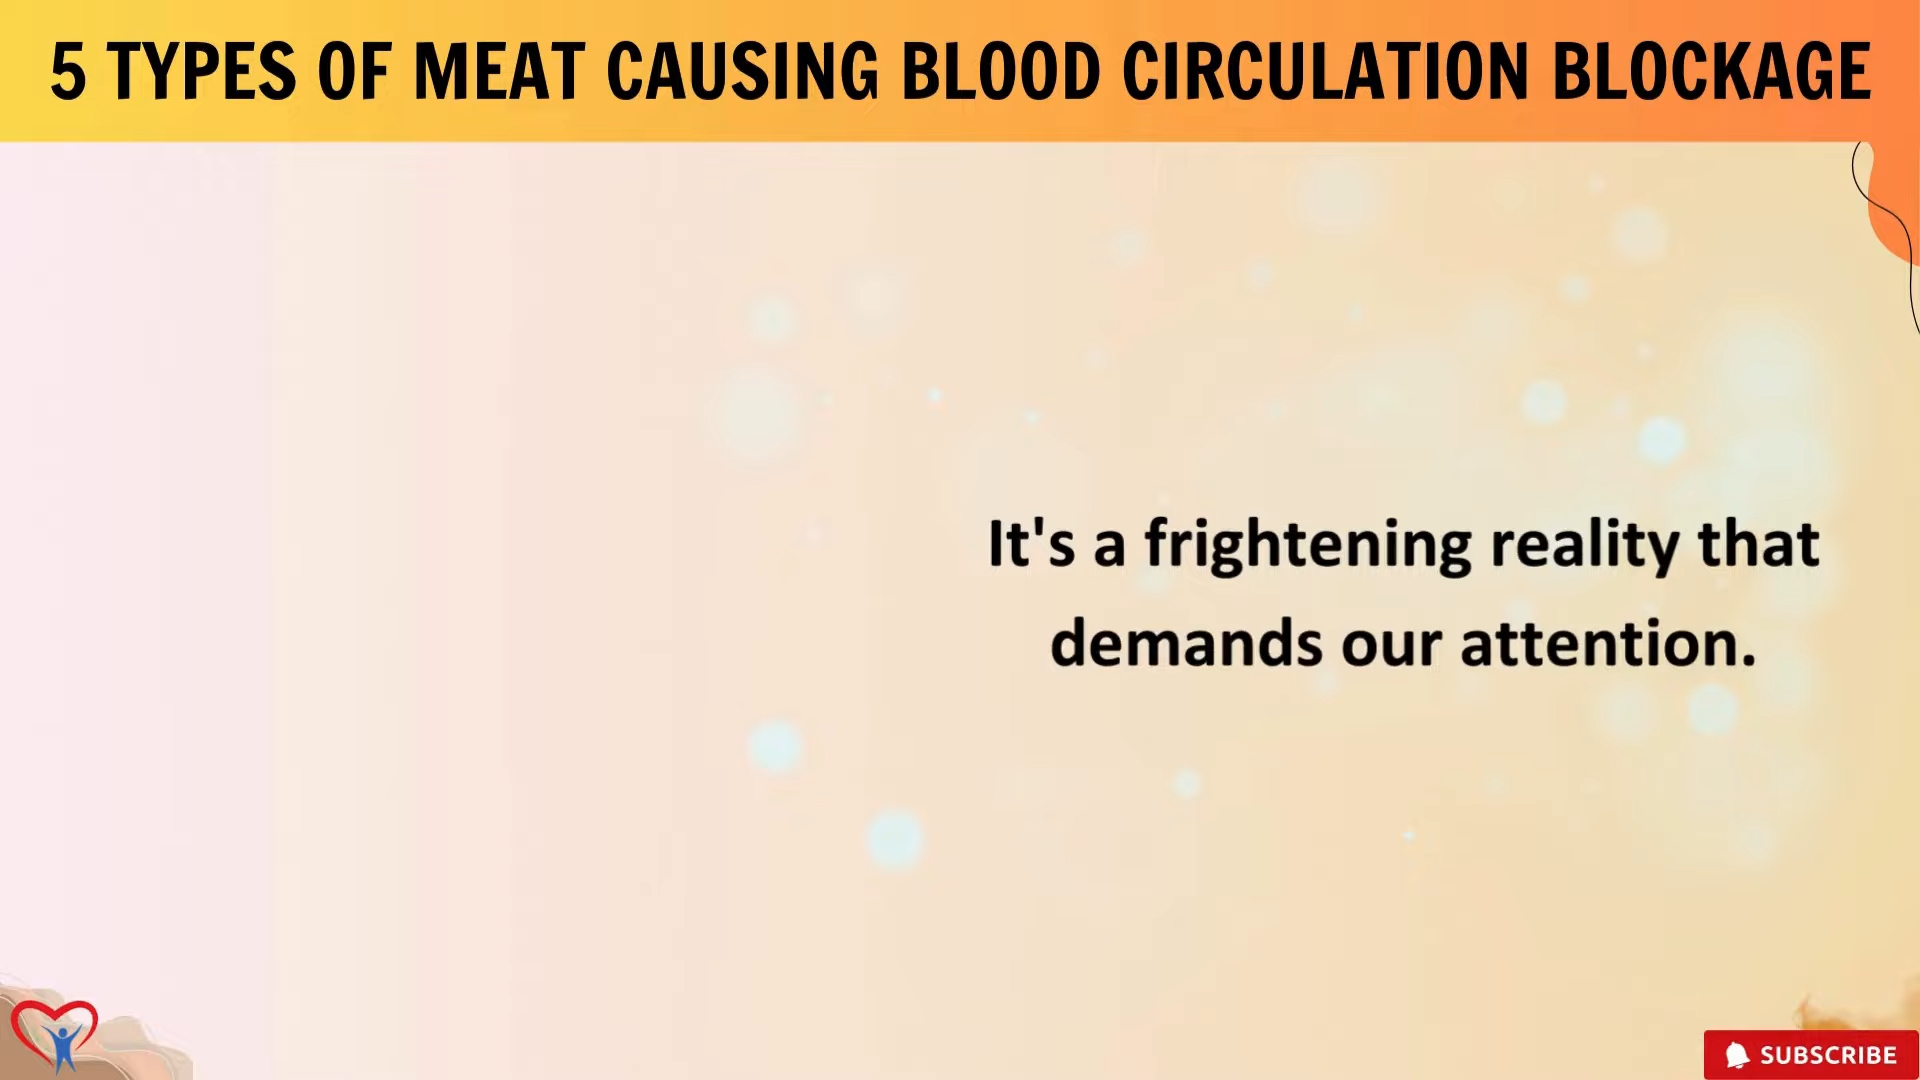 5 TYPES OF MEAT CAUSING BLOOD CIRCULATION BLOCKAGE
It's a frightening reality that
demands our attention.
SUBSCRIBE